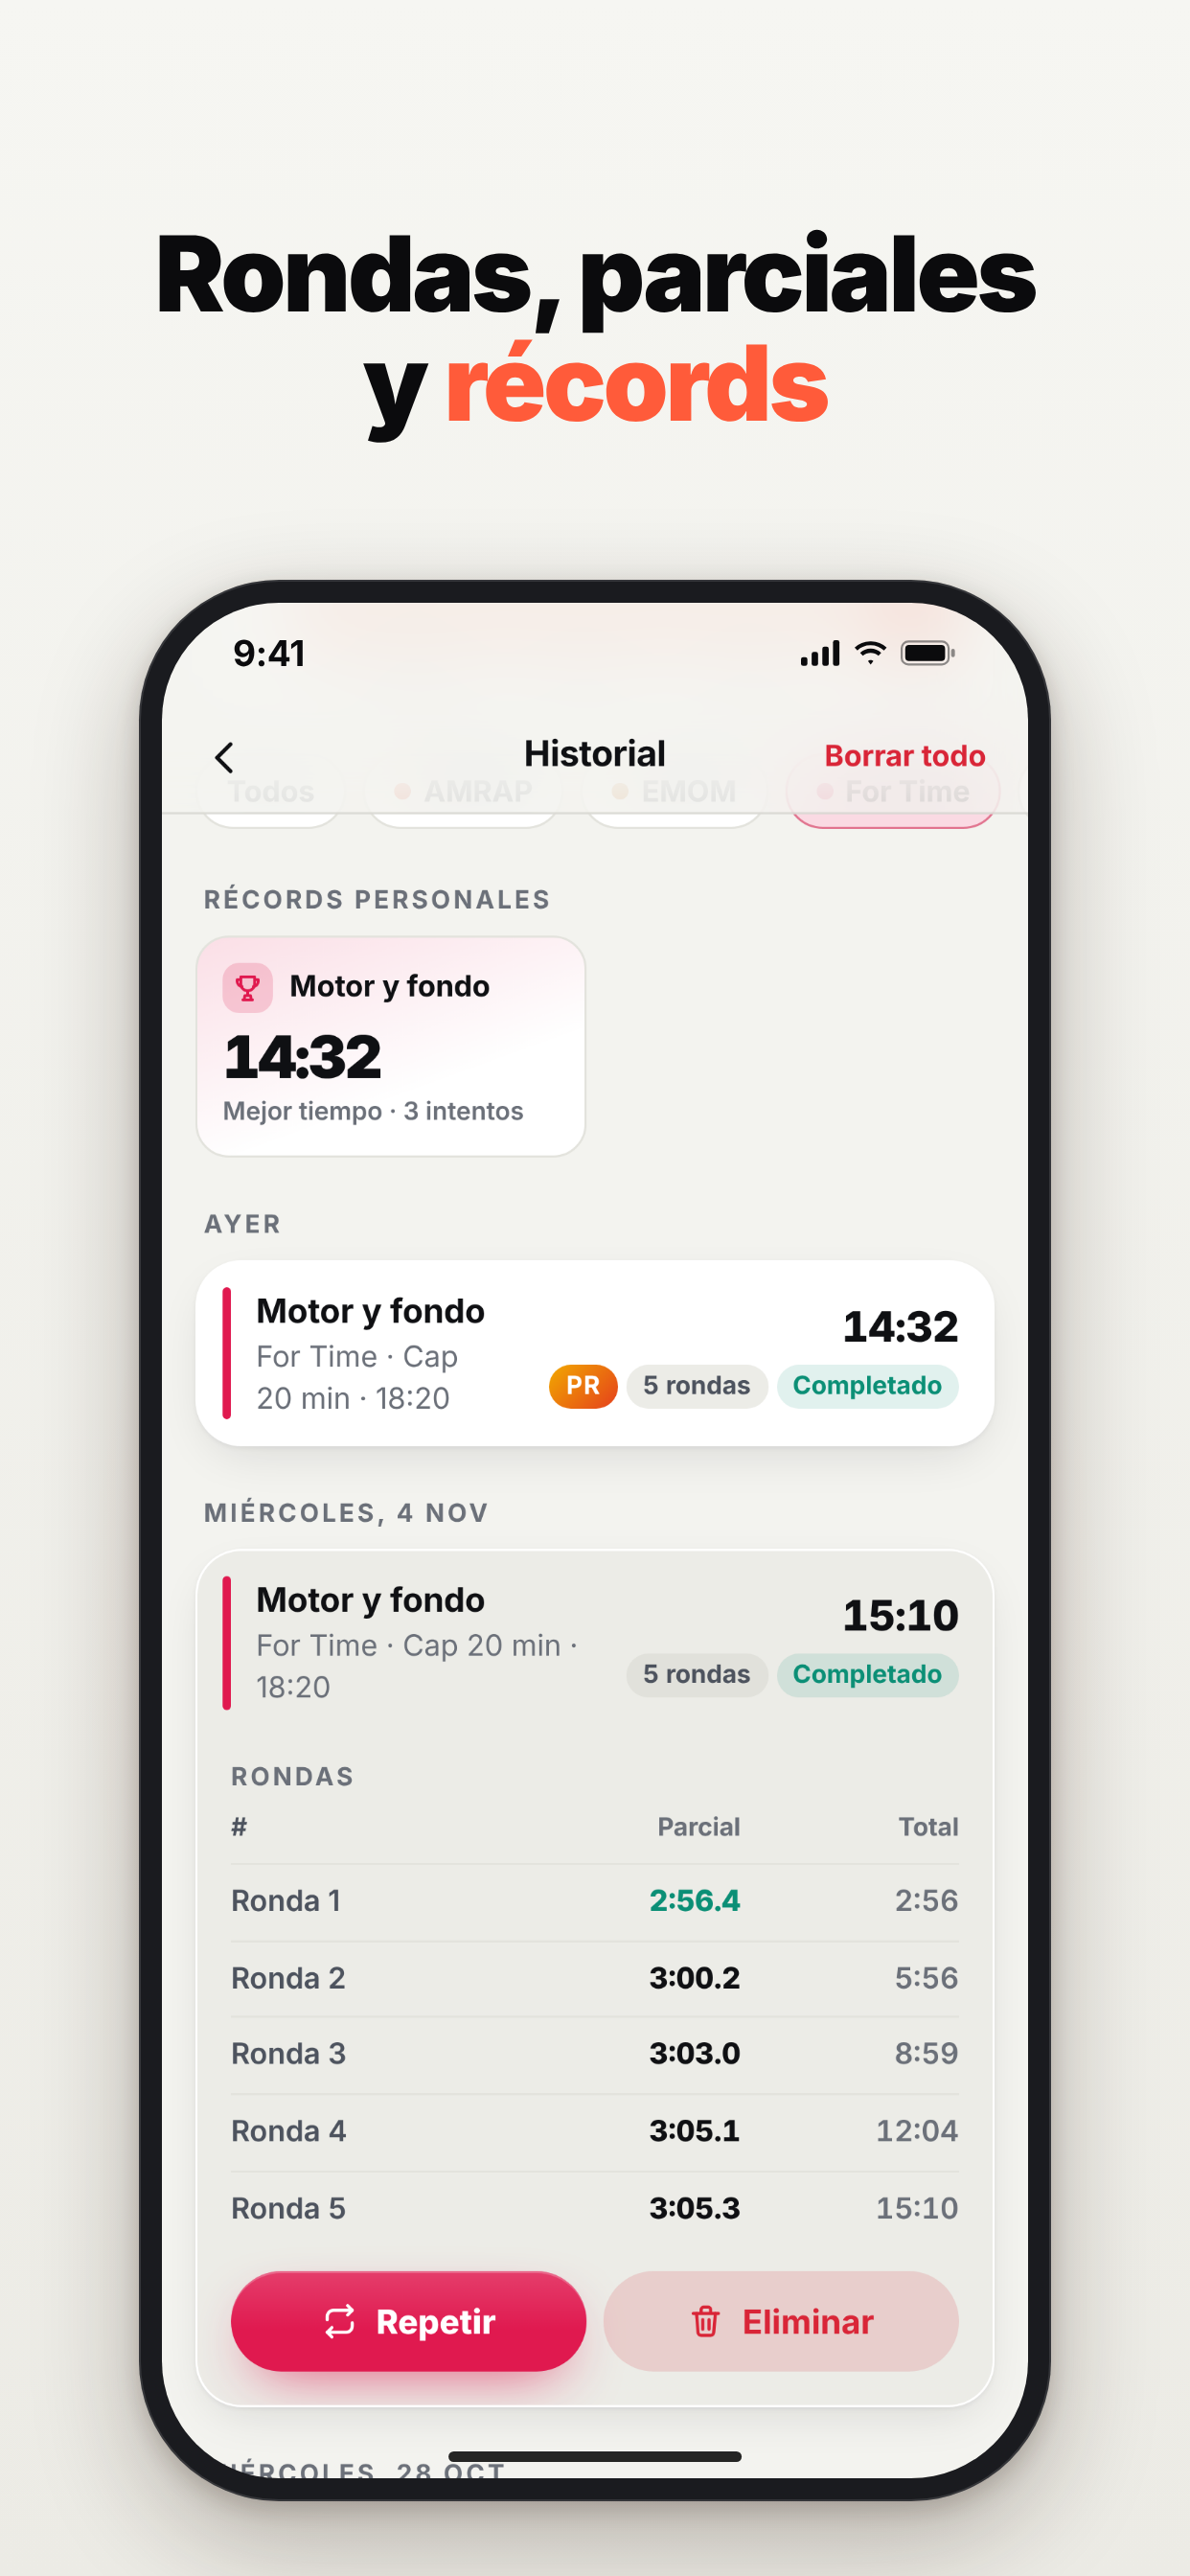 Rondas, parciales
y récords
9:41
Historial
Borrar todo
Todos
AMRAP
EMOM
For Time
RÉCORDS PERSONALES
Motor y fondo
14:32
Mejor tiempo · 3 intentos
AYER
Motor y fondo
For Time · Cap
20 min · 18:20
14:32
PR
5 rondas
Completado
MIÉRCOLES, 4 NOV
Motor y fondo
For Time · Cap 20 min ·
18:20
15:10
5 rondas
Completado
RONDAS
# Parcial Total
Ronda 1 2:56.4 2:56
Ronda 2 3:00.2 5:56
Ronda 3 3:03.0 8:59
Ronda 4 3:05.1 12:04
Ronda 5 3:05.3 15:10
Repetir
Eliminar
MIÉRCOLES, 28 OCT